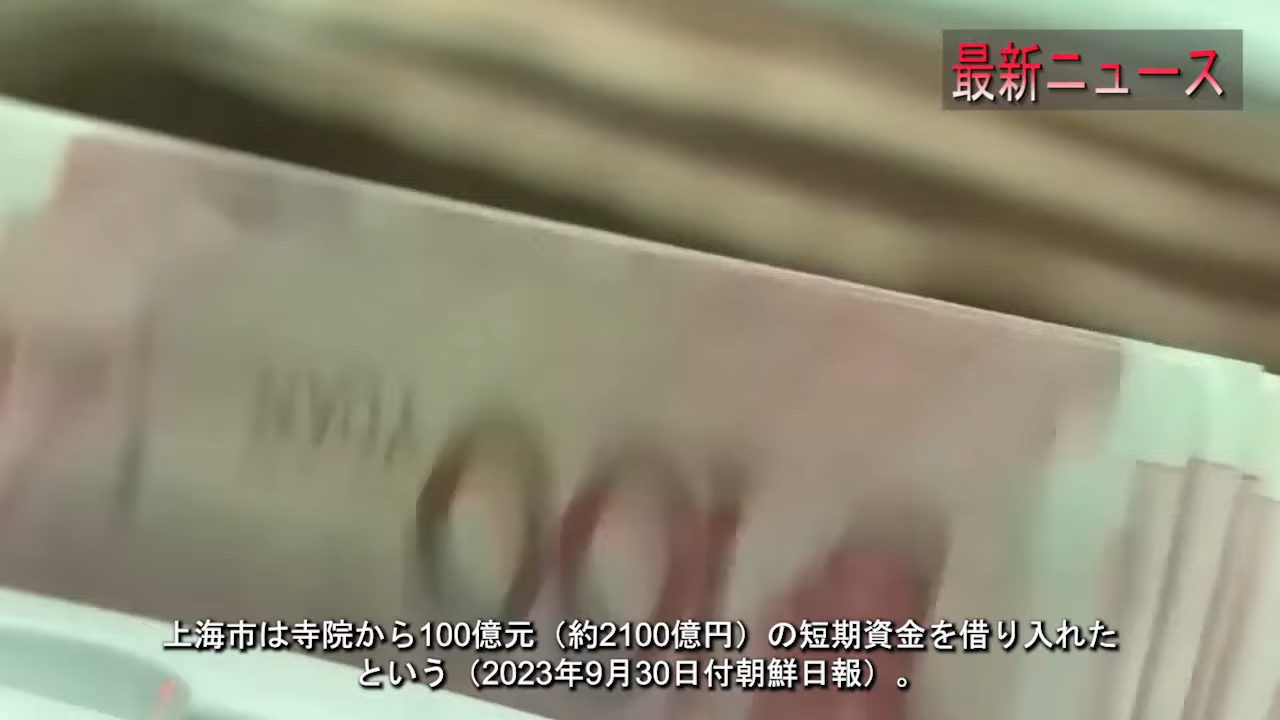 最新ニュース
YUAN
100
上海市は寺院から100億元（約2100億円）の短期資金を借り入れた
という（2023年9月30日付朝鮮日報）。